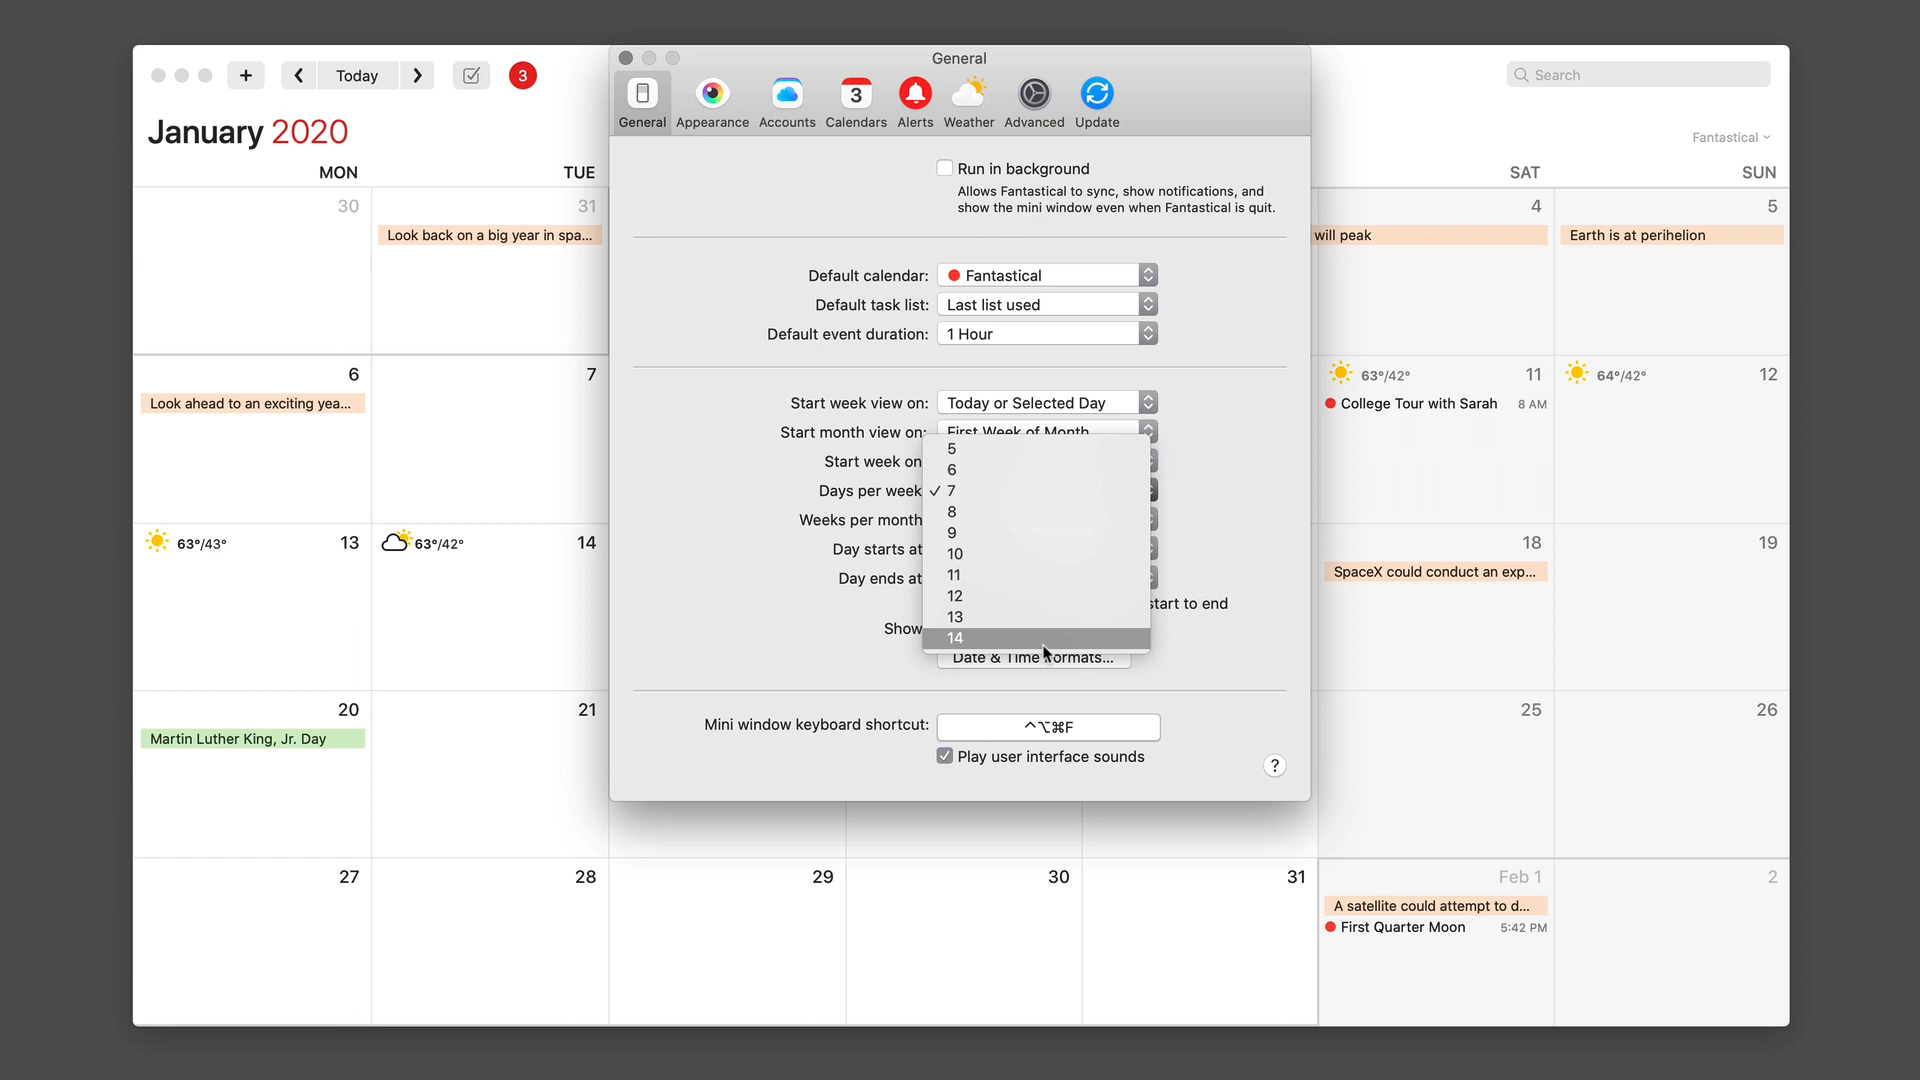 General
Today
3
Search
3
General
Appearance
Accounts
Calendars
Alerts
Weather
Advanced
Update
January 2020
Fantastical
MON
TUE
SAT
SUN
Run in background
Allows Fantastical to sync, show notifications, and
show the mini window even when Fantastical is quit.
30
31
4
5
Look back on a big year in spa...
will peak
Earth is at perihelion
Default calendar:
Fantastical
Default task list:
Last list used
Default event duration:
1 Hour
6
7
63°/42°
11
64°/42°
12
Look ahead to an exciting yea...
College Tour with Sarah
8 AM
Start week view on:
Today or Selected Day
Start month view on:
First Week of Month
Start week on
Days per week
Weeks per month
Day starts at
Day ends at
start to end
Show
5
6
✓ 7
8
9
10
11
12
13
14
Date & Time Formats...
63°/43°
13
63°/42°
14
18
19
SpaceX could conduct an exp...
Mini window keyboard shortcut:
⌃⌥⌘F
Play user interface sounds
?
20
21
25
26
Martin Luther King, Jr. Day
27
28
29
30
31
Feb 1
2
A satellite could attempt to d...
First Quarter Moon
5:42 PM